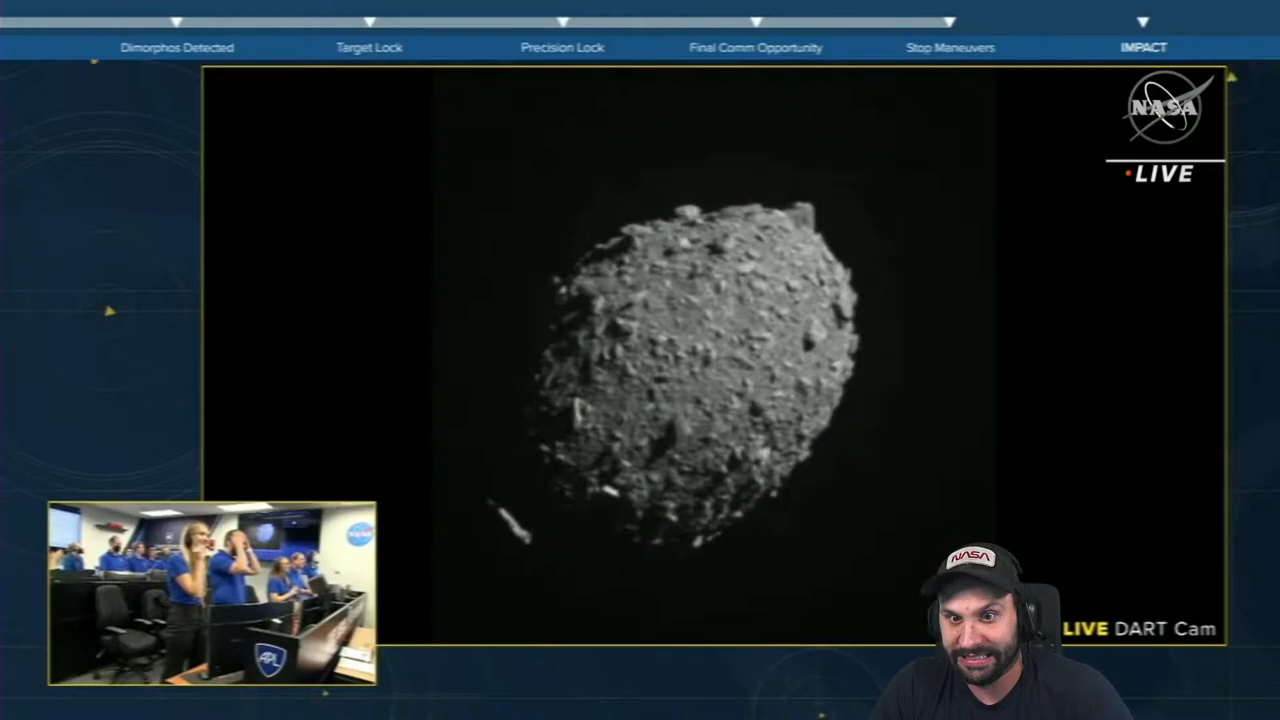 Dimorphos Detected
Target Lock
Precision Lock
Final Comm Opportunity
Stop Maneuvers
IMPACT
NASA
LIVE
NASA
APL
NASA
LIVE DART Cam